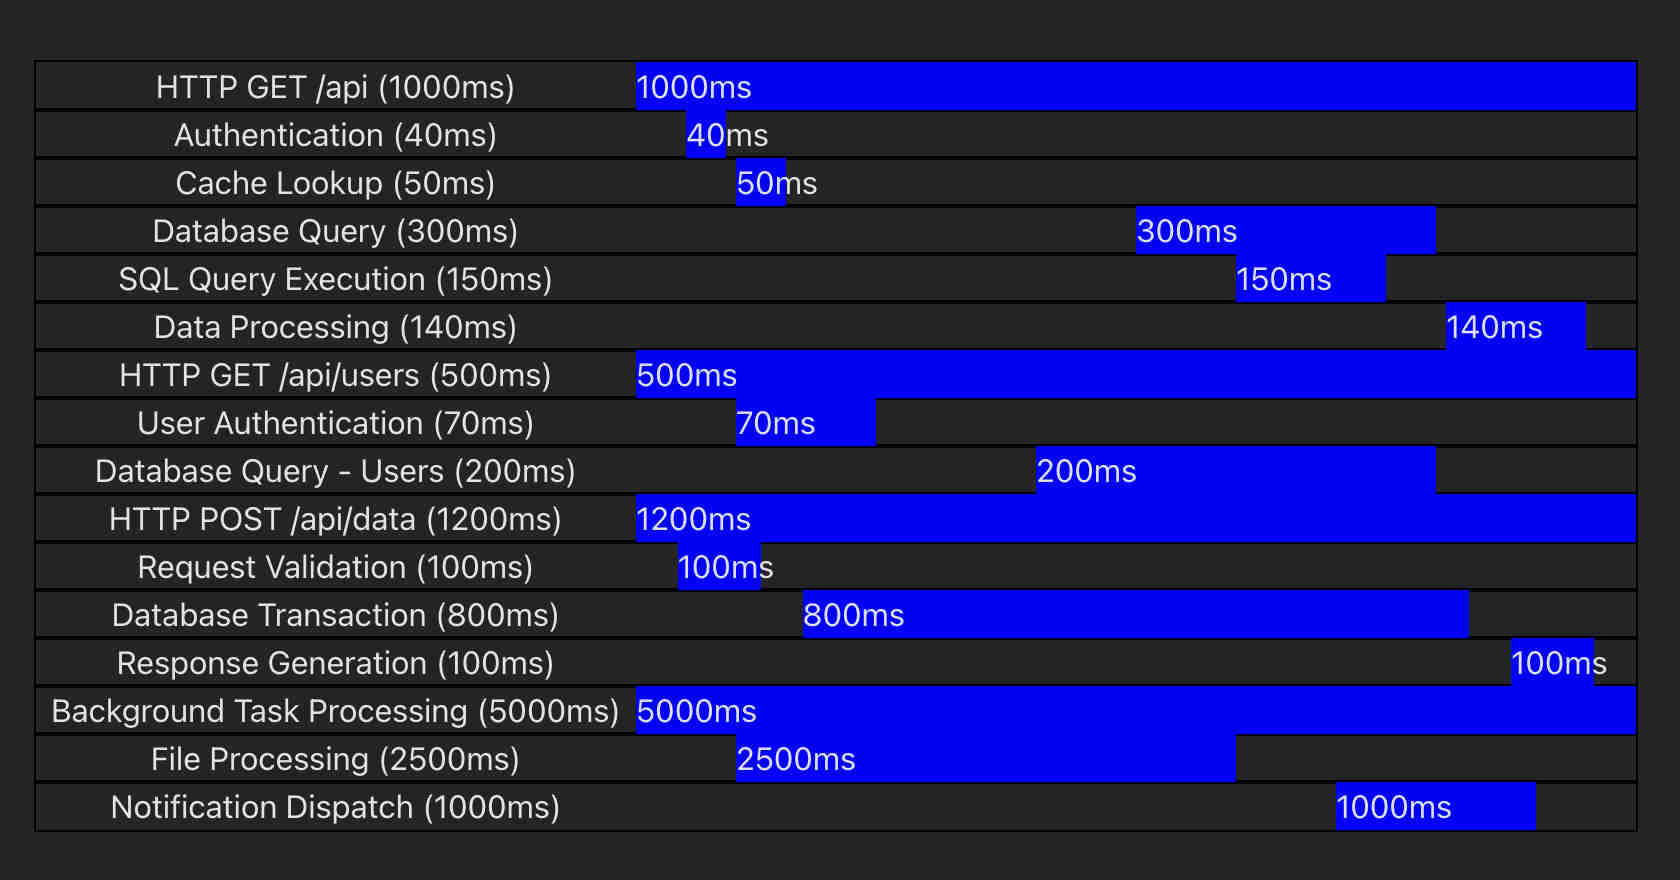 HTTP GET /api (1000ms) 1000ms
Authentication (40ms) 40ms
Cache Lookup (50ms) 50ms
Database Query (300ms) 300ms
SQL Query Execution (150ms) 150ms
Data Processing (140ms) 140ms
HTTP GET /api/users (500ms) 500ms
User Authentication (70ms) 70ms
Database Query - Users (200ms) 200ms
HTTP POST /api/data (1200ms) 1200ms
Request Validation (100ms) 100ms
Database Transaction (800ms) 800ms
Response Generation (100ms) 100ms
Background Task Processing (5000ms) 5000ms
File Processing (2500ms) 2500ms
Notification Dispatch (1000ms) 1000ms